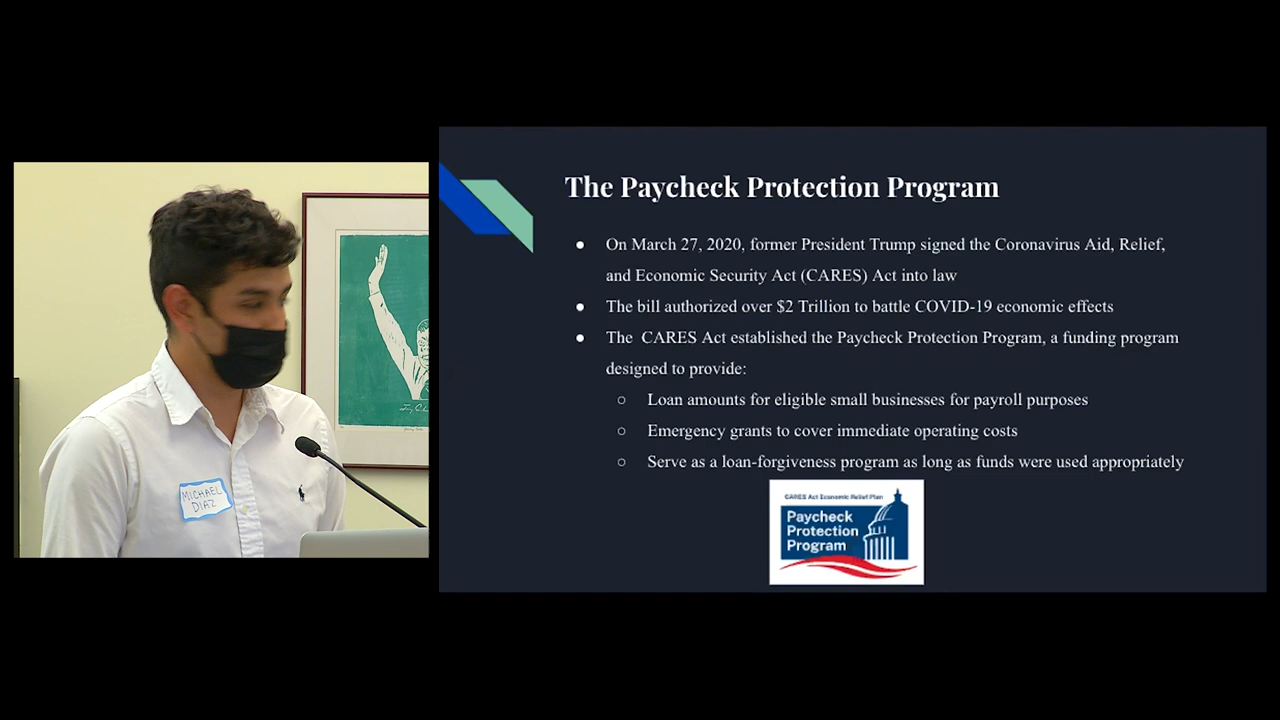 MICHAEL
DIAZ
The Paycheck Protection Program
● On March 27, 2020, former President Trump signed the Coronavirus Aid, Relief,
and Economic Security Act (CARES) Act into law
● The bill authorized over $2 Trillion to battle COVID-19 economic effects
● The CARES Act established the Paycheck Protection Program, a funding program
designed to provide:
○ Loan amounts for eligible small businesses for payroll purposes
○ Emergency grants to cover immediate operating costs
○ Serve as a loan-forgiveness program as long as funds were used appropriately
CARES Act Economic Relief Plan
Paycheck
Protection
Program